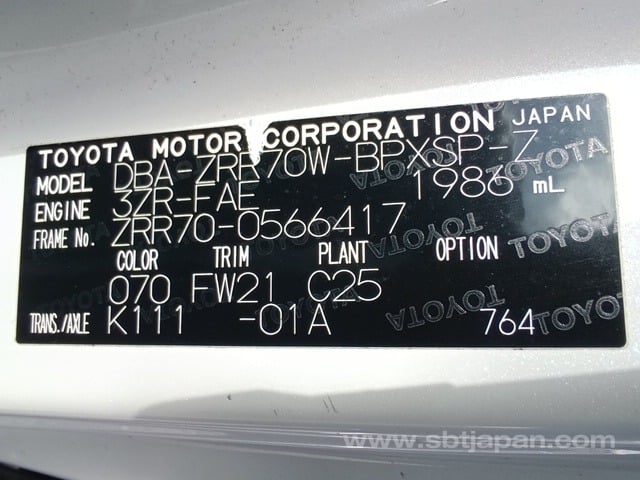 TOYOTA MOTOR CORPORATION JAPAN
MODEL DBA-ZRR70W-BPXSP-Z
ENGINE 3ZR-FAE 1986 mL
FRAME No. ZRR70-0566417
COLOR TRIM PLANT OPTION
070 FW21 C25
TRANS./AXLE K111 -01A 764
www.sbtjapan.com